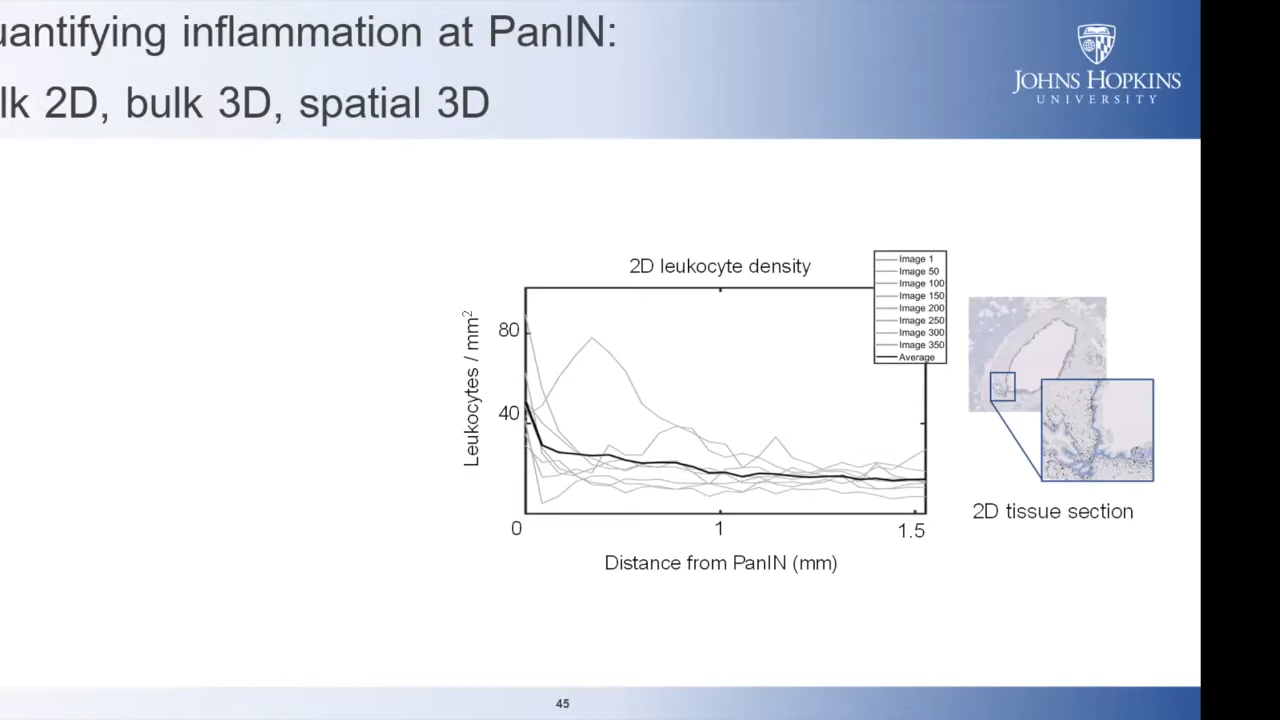 uantifying inflammation at PanIN:
lk 2D, bulk 3D, spatial 3D
JOHNS HOPKINS
UNIVERSITY
2D leukocyte density
Image 1
Image 50
Image 100
Image 150
Image 200
Image 250
Image 300
Image 350
Average
Leukocytes / mm²
80
40
0
1
1.5
Distance from PanIN (mm)
2D tissue section
45